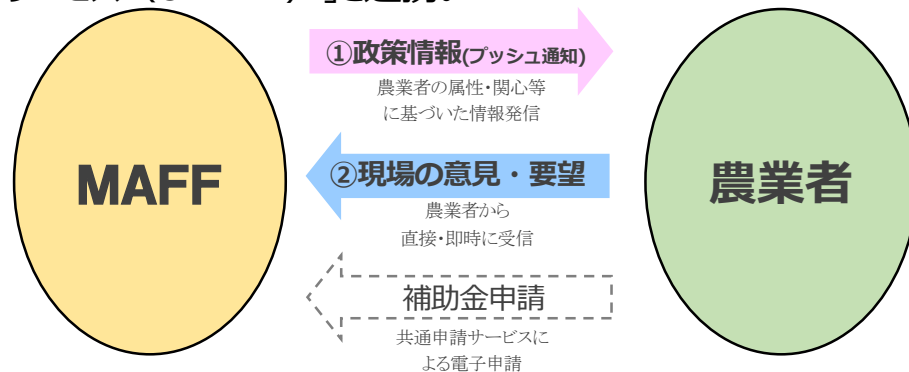 ①政策情報(プッシュ通知)
農業者の属性・関心等
に基づいた情報発信
MAFF
②現場の意見・要望
農業者
農業者から
直接・即時に受信
補助金申請
共通申請サービスに
よる電子申請